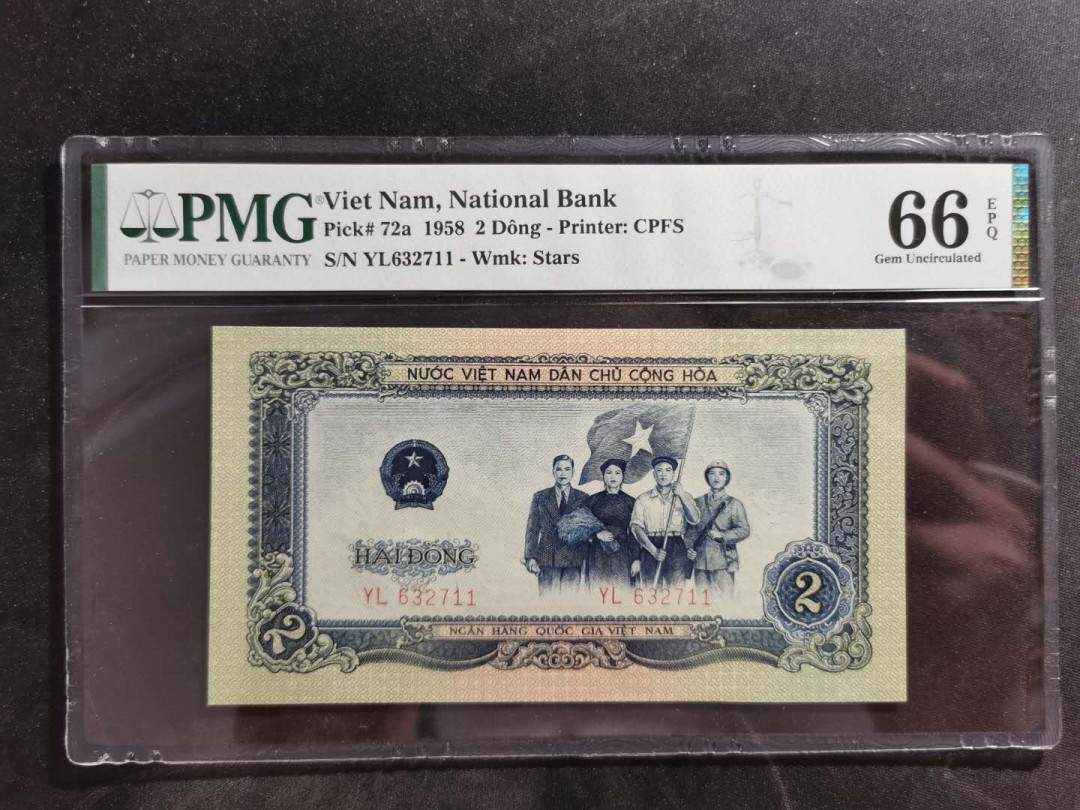 PMG®
PAPER MONEY GUARANTY
Viet Nam, National Bank
Pick# 72a 1958 2 Dông - Printer: CPFS
S/N YL632711 - Wmk: Stars
66
EPQ
Gem Uncirculated
NƯỚC VIỆT NAM DÂN CHỦ CỘNG HÒA
HAI ĐỒNG
YL 632711 YL 632711
2 2
NGÂN HÀNG QUỐC GIA VIỆT NAM